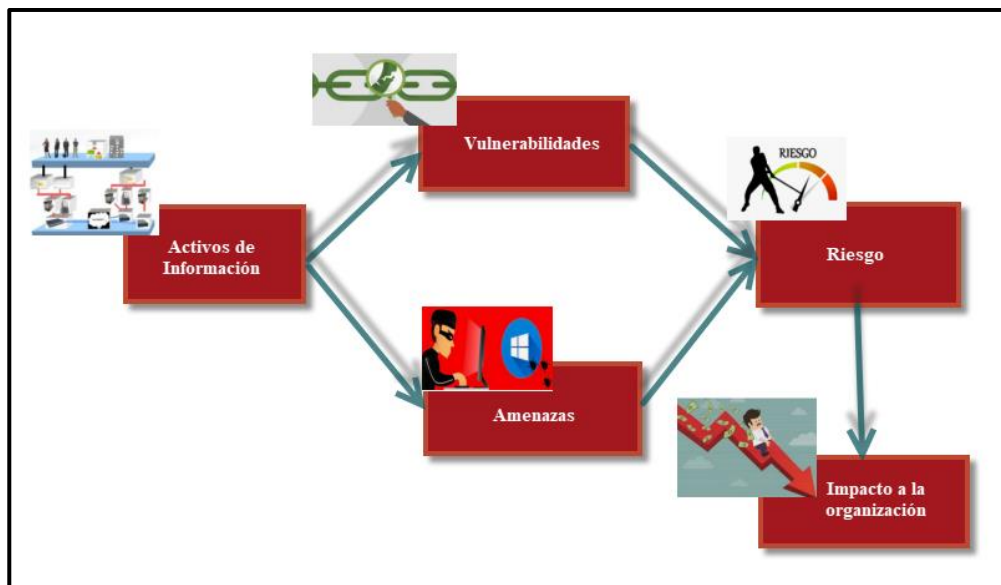 Vulnerabilidades
RIESGO
Activos de
Información
Riesgo
Amenazas
Impacto a la
organización